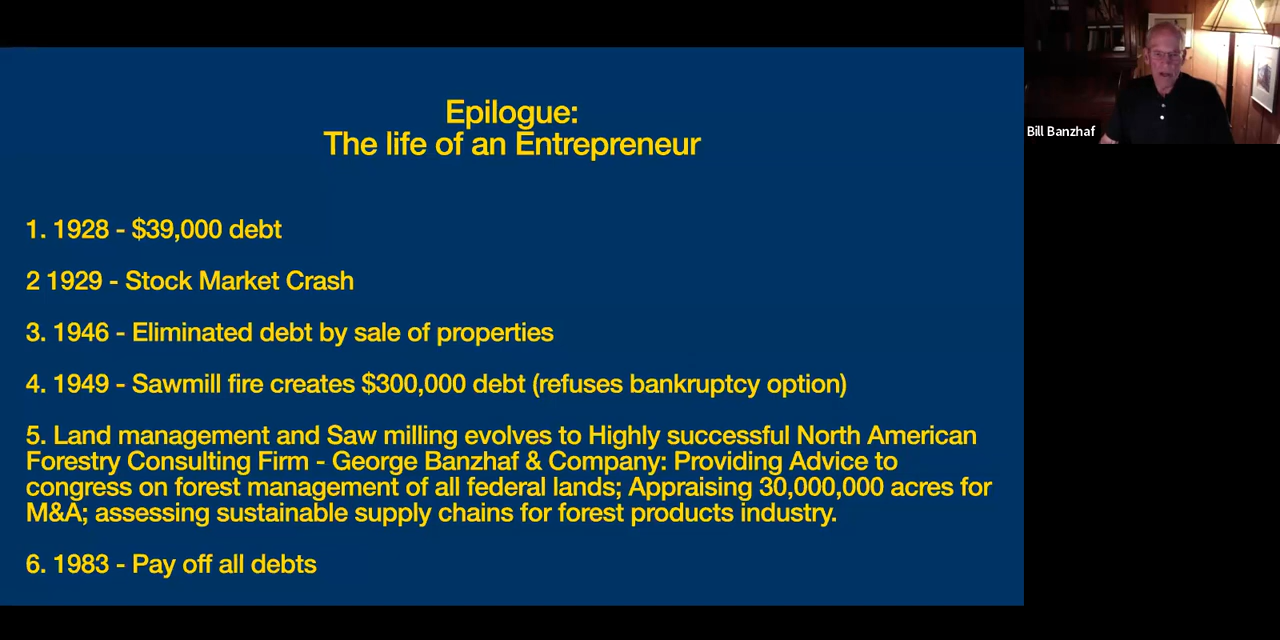 Epilogue:
The life of an Entrepreneur
Bill Banzhaf
1. 1928 - $39,000 debt
2 1929 - Stock Market Crash
3. 1946 - Eliminated debt by sale of properties
4. 1949 - Sawmill fire creates $300,000 debt (refuses bankruptcy option)
5. Land management and Saw milling evolves to Highly successful North American
Forestry Consulting Firm - George Banzhaf & Company: Providing Advice to
congress on forest management of all federal lands; Appraising 30,000,000 acres for
M&A; assessing sustainable supply chains for forest products industry.
6. 1983 - Pay off all debts